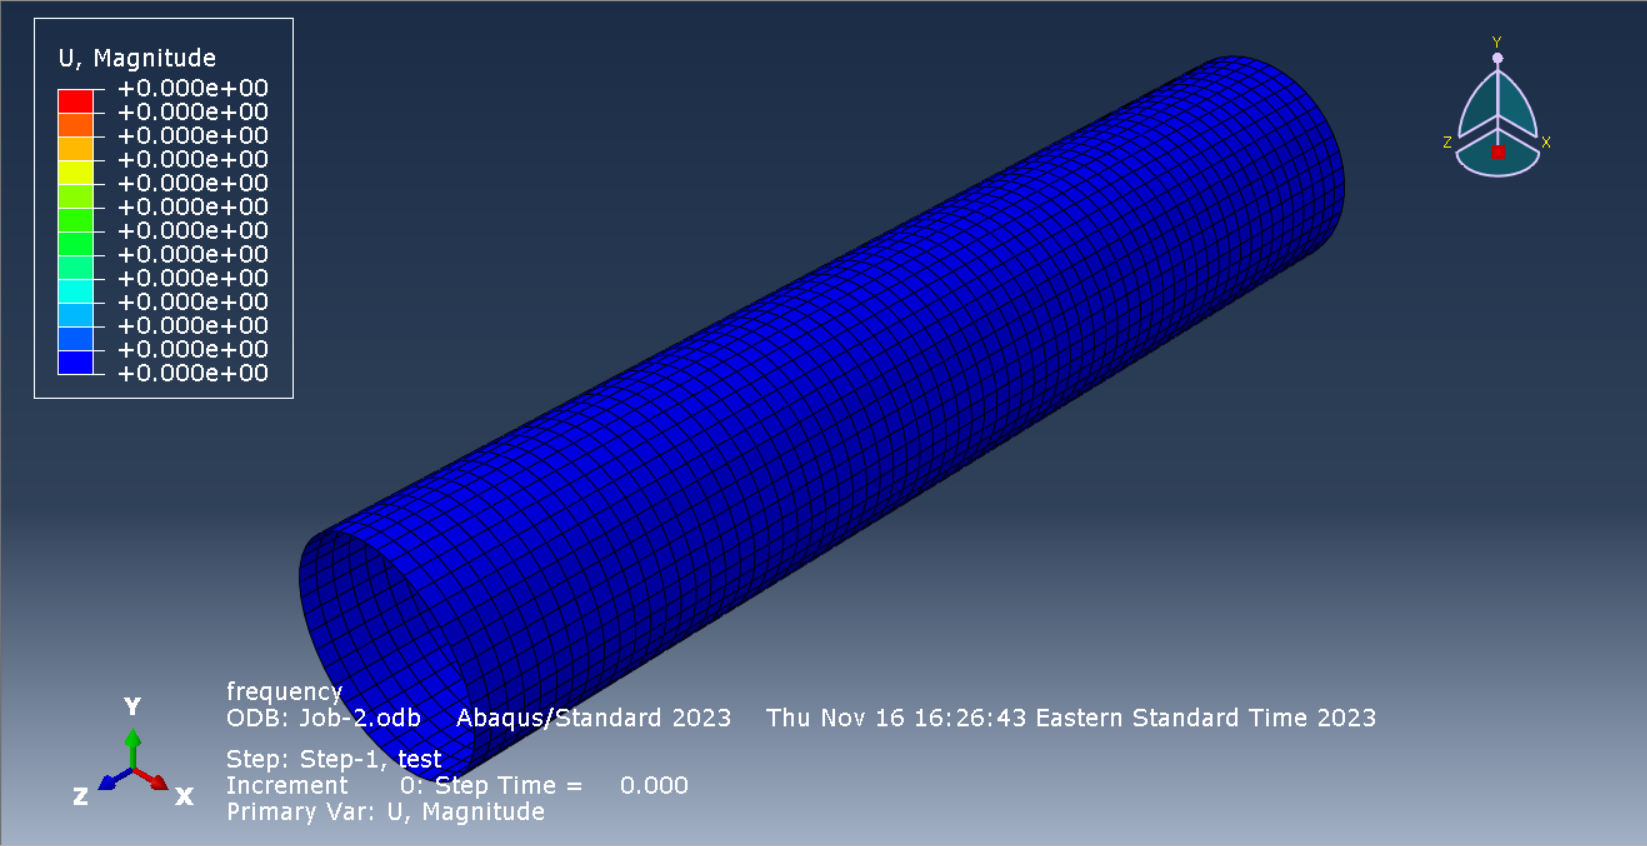 U, Magnitude
+0.000e+00
+0.000e+00
+0.000e+00
+0.000e+00
+0.000e+00
+0.000e+00
+0.000e+00
+0.000e+00
+0.000e+00
+0.000e+00
+0.000e+00
+0.000e+00
+0.000e+00
Y
Z X
frequency
ODB: Job-2.odb Abaqus/Standard 2023 Thu Nov 16 16:26:43 Eastern Standard Time 2023
Step: Step-1, test
Increment 0: Step Time = 0.000
Primary Var: U, Magnitude
Y
Z X